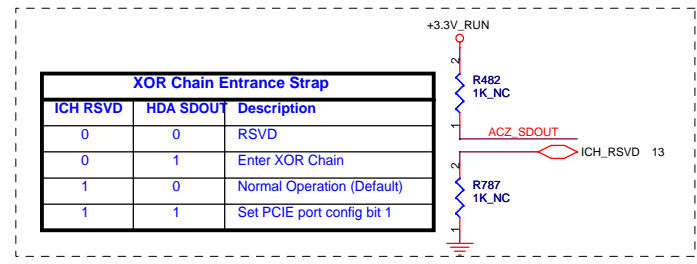 +3.3V_RUN
XOR Chain Entrance Strap
ICH RSVD HDA SDOUT Description
0 0 RSVD
0 1 Enter XOR Chain
1 0 Normal Operation (Default)
1 1 Set PCIE port config bit 1
2
R482
1K_NC
1
ACZ_SDOUT
ICH_RSVD 13
2
R787
1K_NC
1